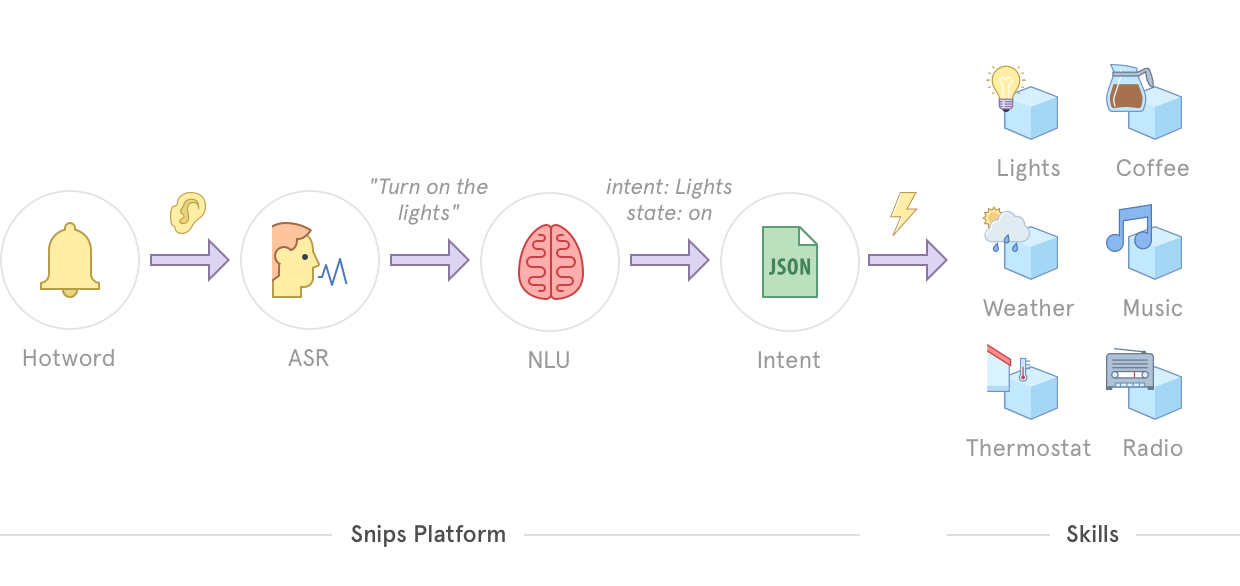 "Turn on the
lights"
intent: Lights
state: on
JSON
Hotword
ASR
NLU
Intent
Lights
Coffee
Weather
Music
Thermostat
Radio
Snips Platform
Skills